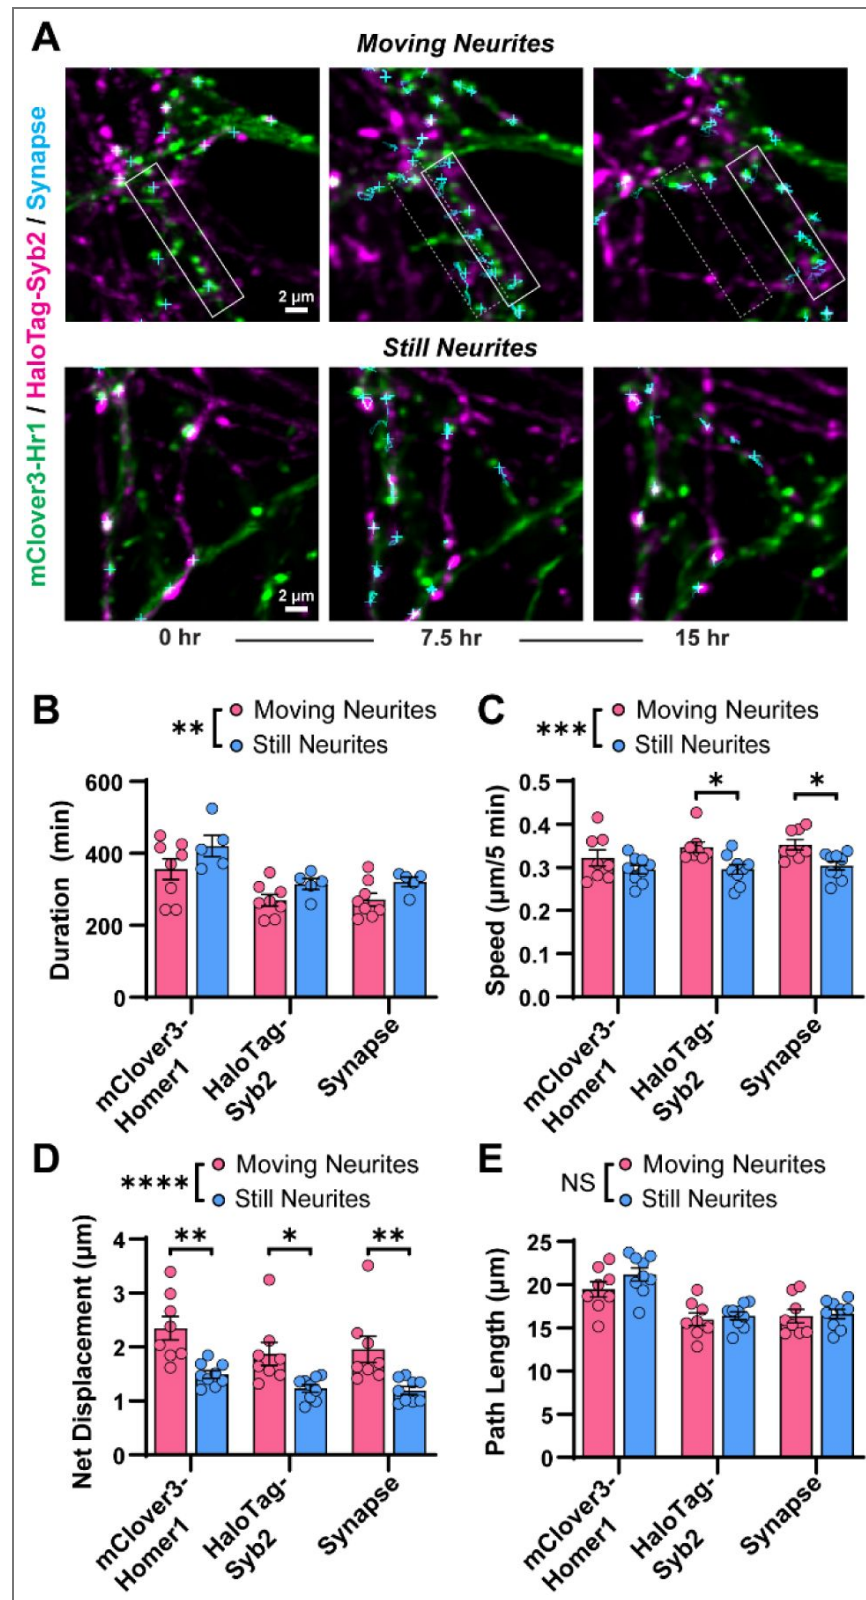 A
Moving Neurites
mClover3-Hr1 / HaloTag-Syb2 / Synapse
2 µm
Still Neurites
2 µm
0 hr
7.5 hr
15 hr
B
** Moving Neurites
Still Neurites
Duration (min)
600
400
200
0
mClover3-
Homer1
HaloTag-
Syb2
Synapse
C
*** Moving Neurites
Still Neurites
Speed (µm/5 min)
0.5
0.4
0.3
0.2
0.1
0.0
*
*
mClover3-
Homer1
HaloTag-
Syb2
Synapse
D
**** Moving Neurites
Still Neurites
Net Displacement (µm)
4
3
2
1
0
**
*
**
mClover3-
Homer1
HaloTag-
Syb2
Synapse
E
NS Moving Neurites
Still Neurites
Path Length (µm)
25
20
15
10
5
0
mClover3-
Homer1
HaloTag-
Syb2
Synapse